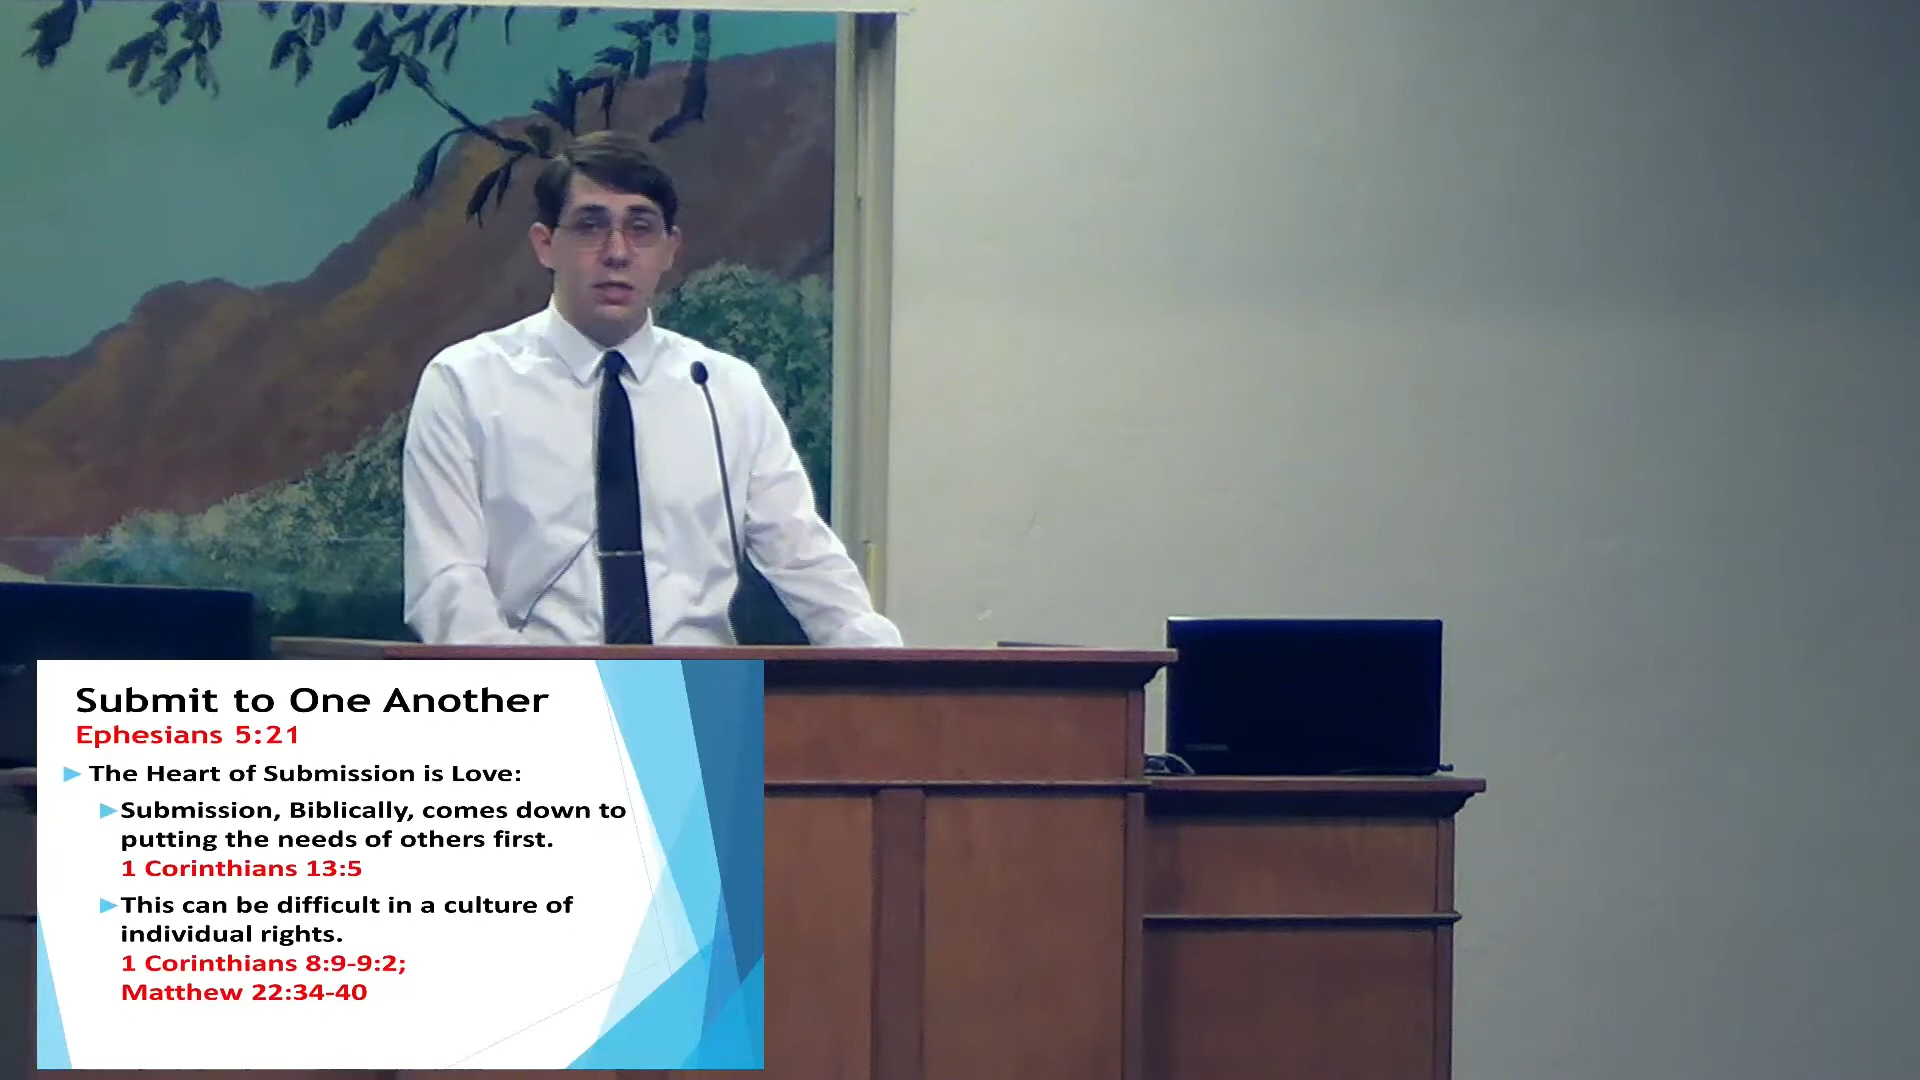 Submit to One Another
Ephesians 5:21
The Heart of Submission is Love:
Submission, Biblically, comes down to
putting the needs of others first.
1 Corinthians 13:5
This can be difficult in a culture of
individual rights.
1 Corinthians 8:9-9:2;
Matthew 22:34-40